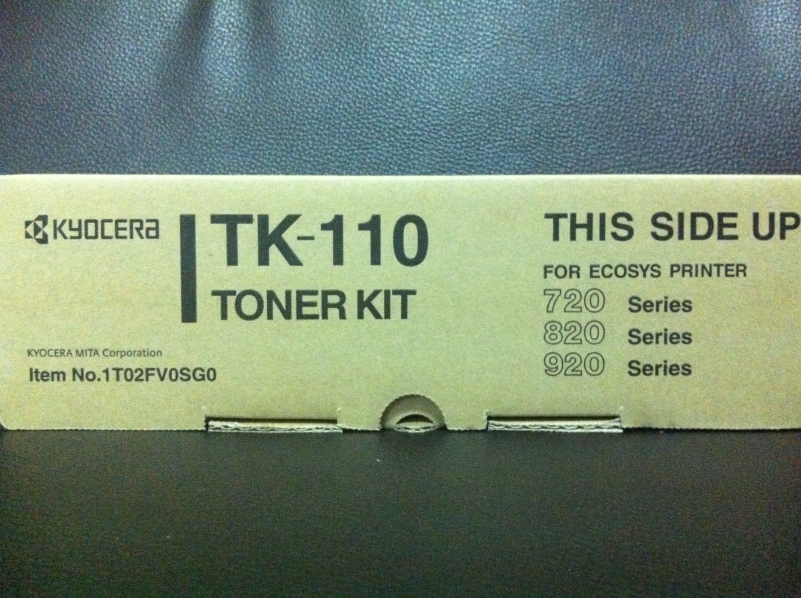 KYOCERA
TK-110
TONER KIT
KYOCERA MITA Corporation
Item No.1T02FV0SG0
THIS SIDE UP
FOR ECOSYS PRINTER
720 Series
820 Series
920 Series